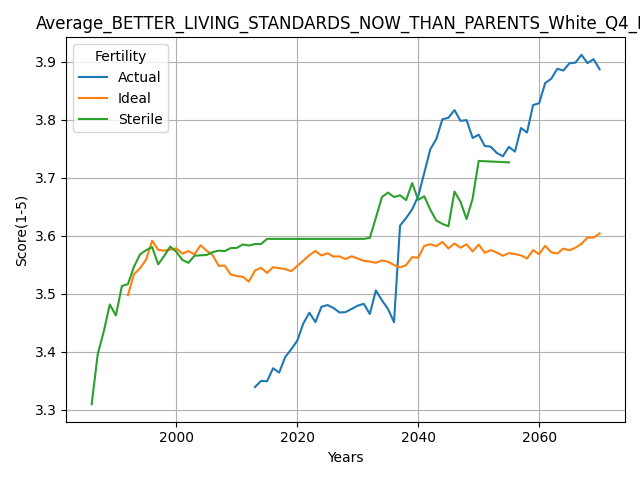 Average_BETTER_LIVING_STANDARDS_NOW_THAN_PARENTS_White_Q4_
Fertility
Actual
Ideal
Sterile
Score(1-5)
3.9
3.8
3.7
3.6
3.5
3.4
3.3
2000
2020
2040
2060
Years